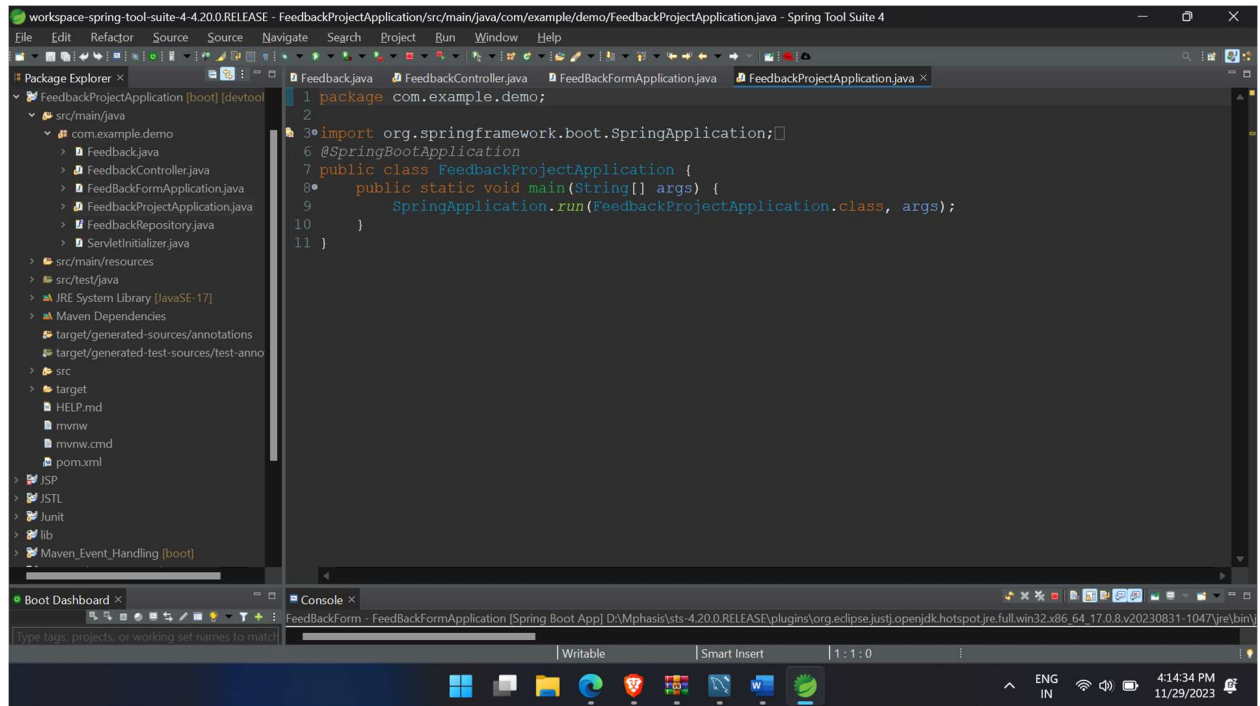 workspace-spring-tool-suite-4-4.20.0.RELEASE - FeedbackProjectApplication/src/main/java/com/example/demo/FeedbackProjectApplication.java - Spring Tool Suite 4
File Edit Refactor Source Source Navigate Search Project Run Window Help
Package Explorer
Feedback.java FeedbackController.java FeedBackFormApplication.java FeedbackProjectApplication.java
FeedbackProjectApplication [boot] [devtool
src/main/java
com.example.demo
Feedback.java
FeedbackController.java
FeedBackFormApplication.java
FeedbackProjectApplication.java
FeedbackRepository.java
ServletInitializer.java
src/main/resources
src/test/java
JRE System Library [JavaSE-17]
Maven Dependencies
target/generated-sources/annotations
target/generated-test-sources/test-anno
src
target
HELP.md
mvnw
mvnw.cmd
pom.xml
JSP
JSTL
Junit
lib
Maven_Event_Handling [boot]
1 package com.example.demo;
2
3 import org.springframework.boot.SpringApplication;
6 @SpringBootApplication
7 public class FeedbackProjectApplication {
8 public static void main(String[] args) {
9 SpringApplication.run(FeedbackProjectApplication.class, args);
10 }
11 }
Boot Dashboard
Type tags, projects, or working set names to match
Console
FeedBackForm - FeedBackFormApplication [Spring Boot App] D:\Mphasis\sts-4.20.0.RELEASE\plugins\org.eclipse.justj.openjdk.hotspot.jre.full.win32.x86_64_17.0.8.v20230831-1047\jre\bin\j
Writable Smart Insert 1 : 1 : 0
ENG
IN
4:14:34 PM
11/29/2023